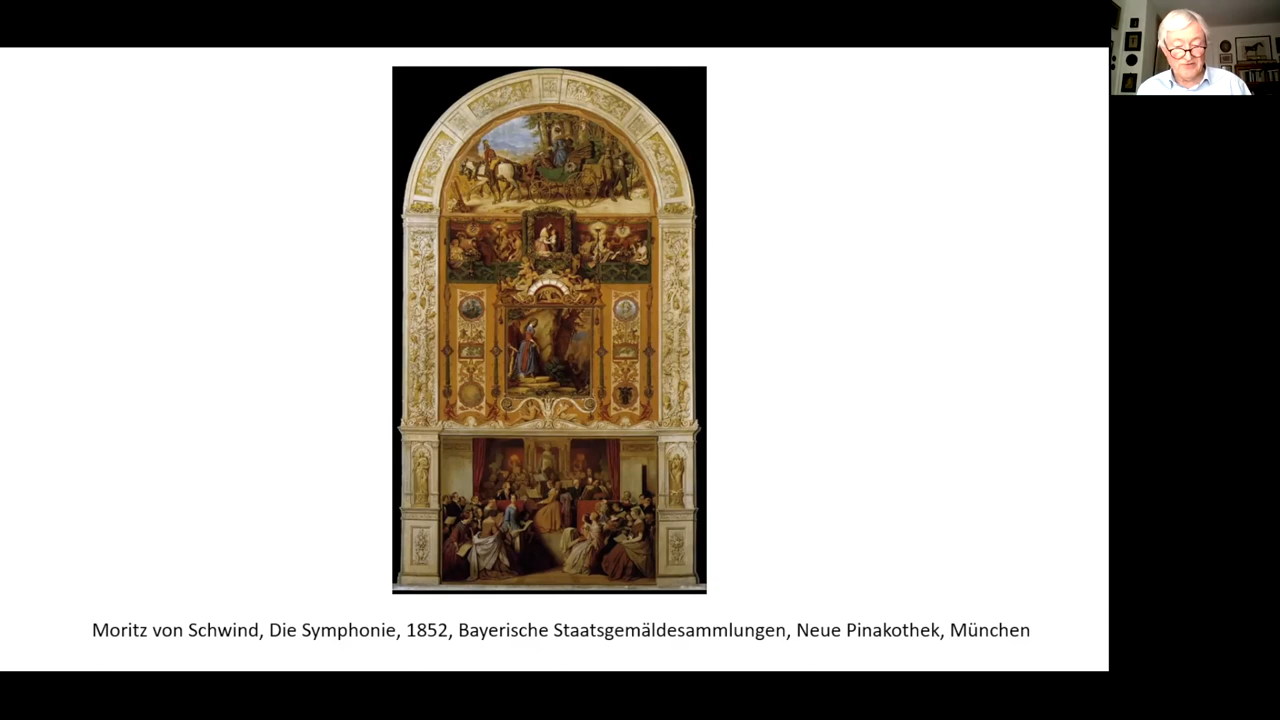 Moritz von Schwind, Die Symphonie, 1852, Bayerische Staatsgemäldesammlungen, Neue Pinakothek, München